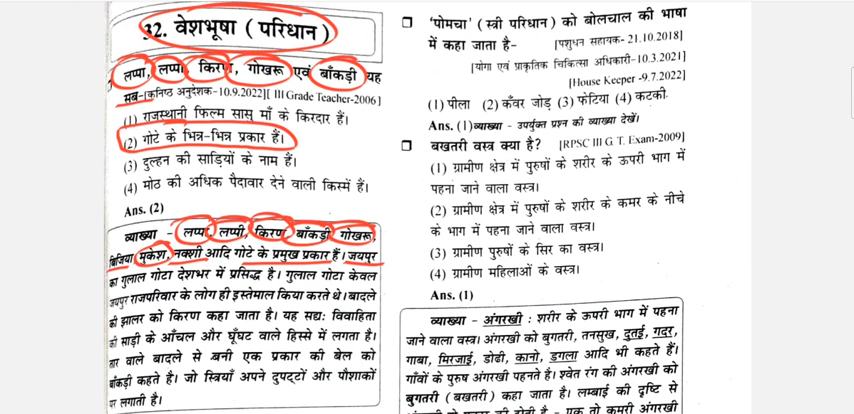 32. वेशभूषा ( परिधान )
लप्पा, लप्पी, किरण, गोखरू एवं बाँकड़ी यह
सब-[कनिष्ठ अनुदेशक-10.9.2022][ III Grade Teacher-2006]
(1) राजस्थानी फिल्म सास् माँ के किरदार हैं।
(2) गोटे के भिन्न-भिन्न प्रकार हैं।
(3) दुल्हन की साड़ियों के नाम हैं।
(4) मोठ की अधिक पैदावार देने वाली किस्में हैं।
Ans. (2)
व्याख्या - लप्पा, लप्पी, किरण बाँकड़ी गोखरू,
बिजिया मुकेश, नक्शी आदि गोटे के प्रमुख प्रकार हैं। जयपुर
का गुलाल गोटा देशभर में प्रसिद्ध है। गुलाल गोटा केवल
जयपुर राजपरिवार के लोग ही इस्तेमाल किया करते थे। बादले
की झालर को किरण कहा जाता है। यह सद्य: विवाहिता
की साड़ी के आँचल और घूँघट वाले हिस्से में लगता है।
तार वाले बादले से बनी एक प्रकार की बेल को
बाँकड़ी कहते है। जो स्त्रियाँ अपने दुपट्टों और पौशाकों
पर लगाती है।
'पोमचा' (स्त्री परिधान) को बोलचाल की भाषा
में कहा जाता है- [पशुधन सहायक- 21.10.2018]
[योगा एवं प्राकृतिक चिकित्सा अधिकारी-10.3.2021]
[House Keeper -9.7.2022]
(1) पीला (2) कँवर जोड़ (3) फेटिया (4) कटकी.
Ans. (1)व्याख्या - उपर्युक्त प्रश्न की व्याख्या देखें।
बखतरी वस्त्र क्या है? [RPSC III G. T. Exam-2009]
(1) ग्रामीण क्षेत्र में पुरुषों के शरीर के ऊपरी भाग में
पहना जाने वाला वस्त्र।
(2) ग्रामीण क्षेत्र में पुरुषों के शरीर के कमर के नीचे
के भाग में पहना जाने वाला वस्त्र।
(3) ग्रामीण पुरुषों के सिर का वस्त्र।
(4) ग्रामीण महिलाओं के वस्त्र।
Ans. (1)
व्याख्या - अंगरखी : शरीर के ऊपरी भाग में पहना
जाने वाला वस्त्र। अंगरखी को बुगतरी, तनसुख, दुतई, गदर,
गाबा, मिरजाई, डोढी, कानो, डगला आदि भी कहते हैं।
गाँवों के पुरुष अंगरखी पहनते है। श्वेत रंग की अंगरखी को
बुगतरी ( बखतरी ) कहा जाता है। लम्बाई की दृष्टि से
एक तो कमरी अंगरखी